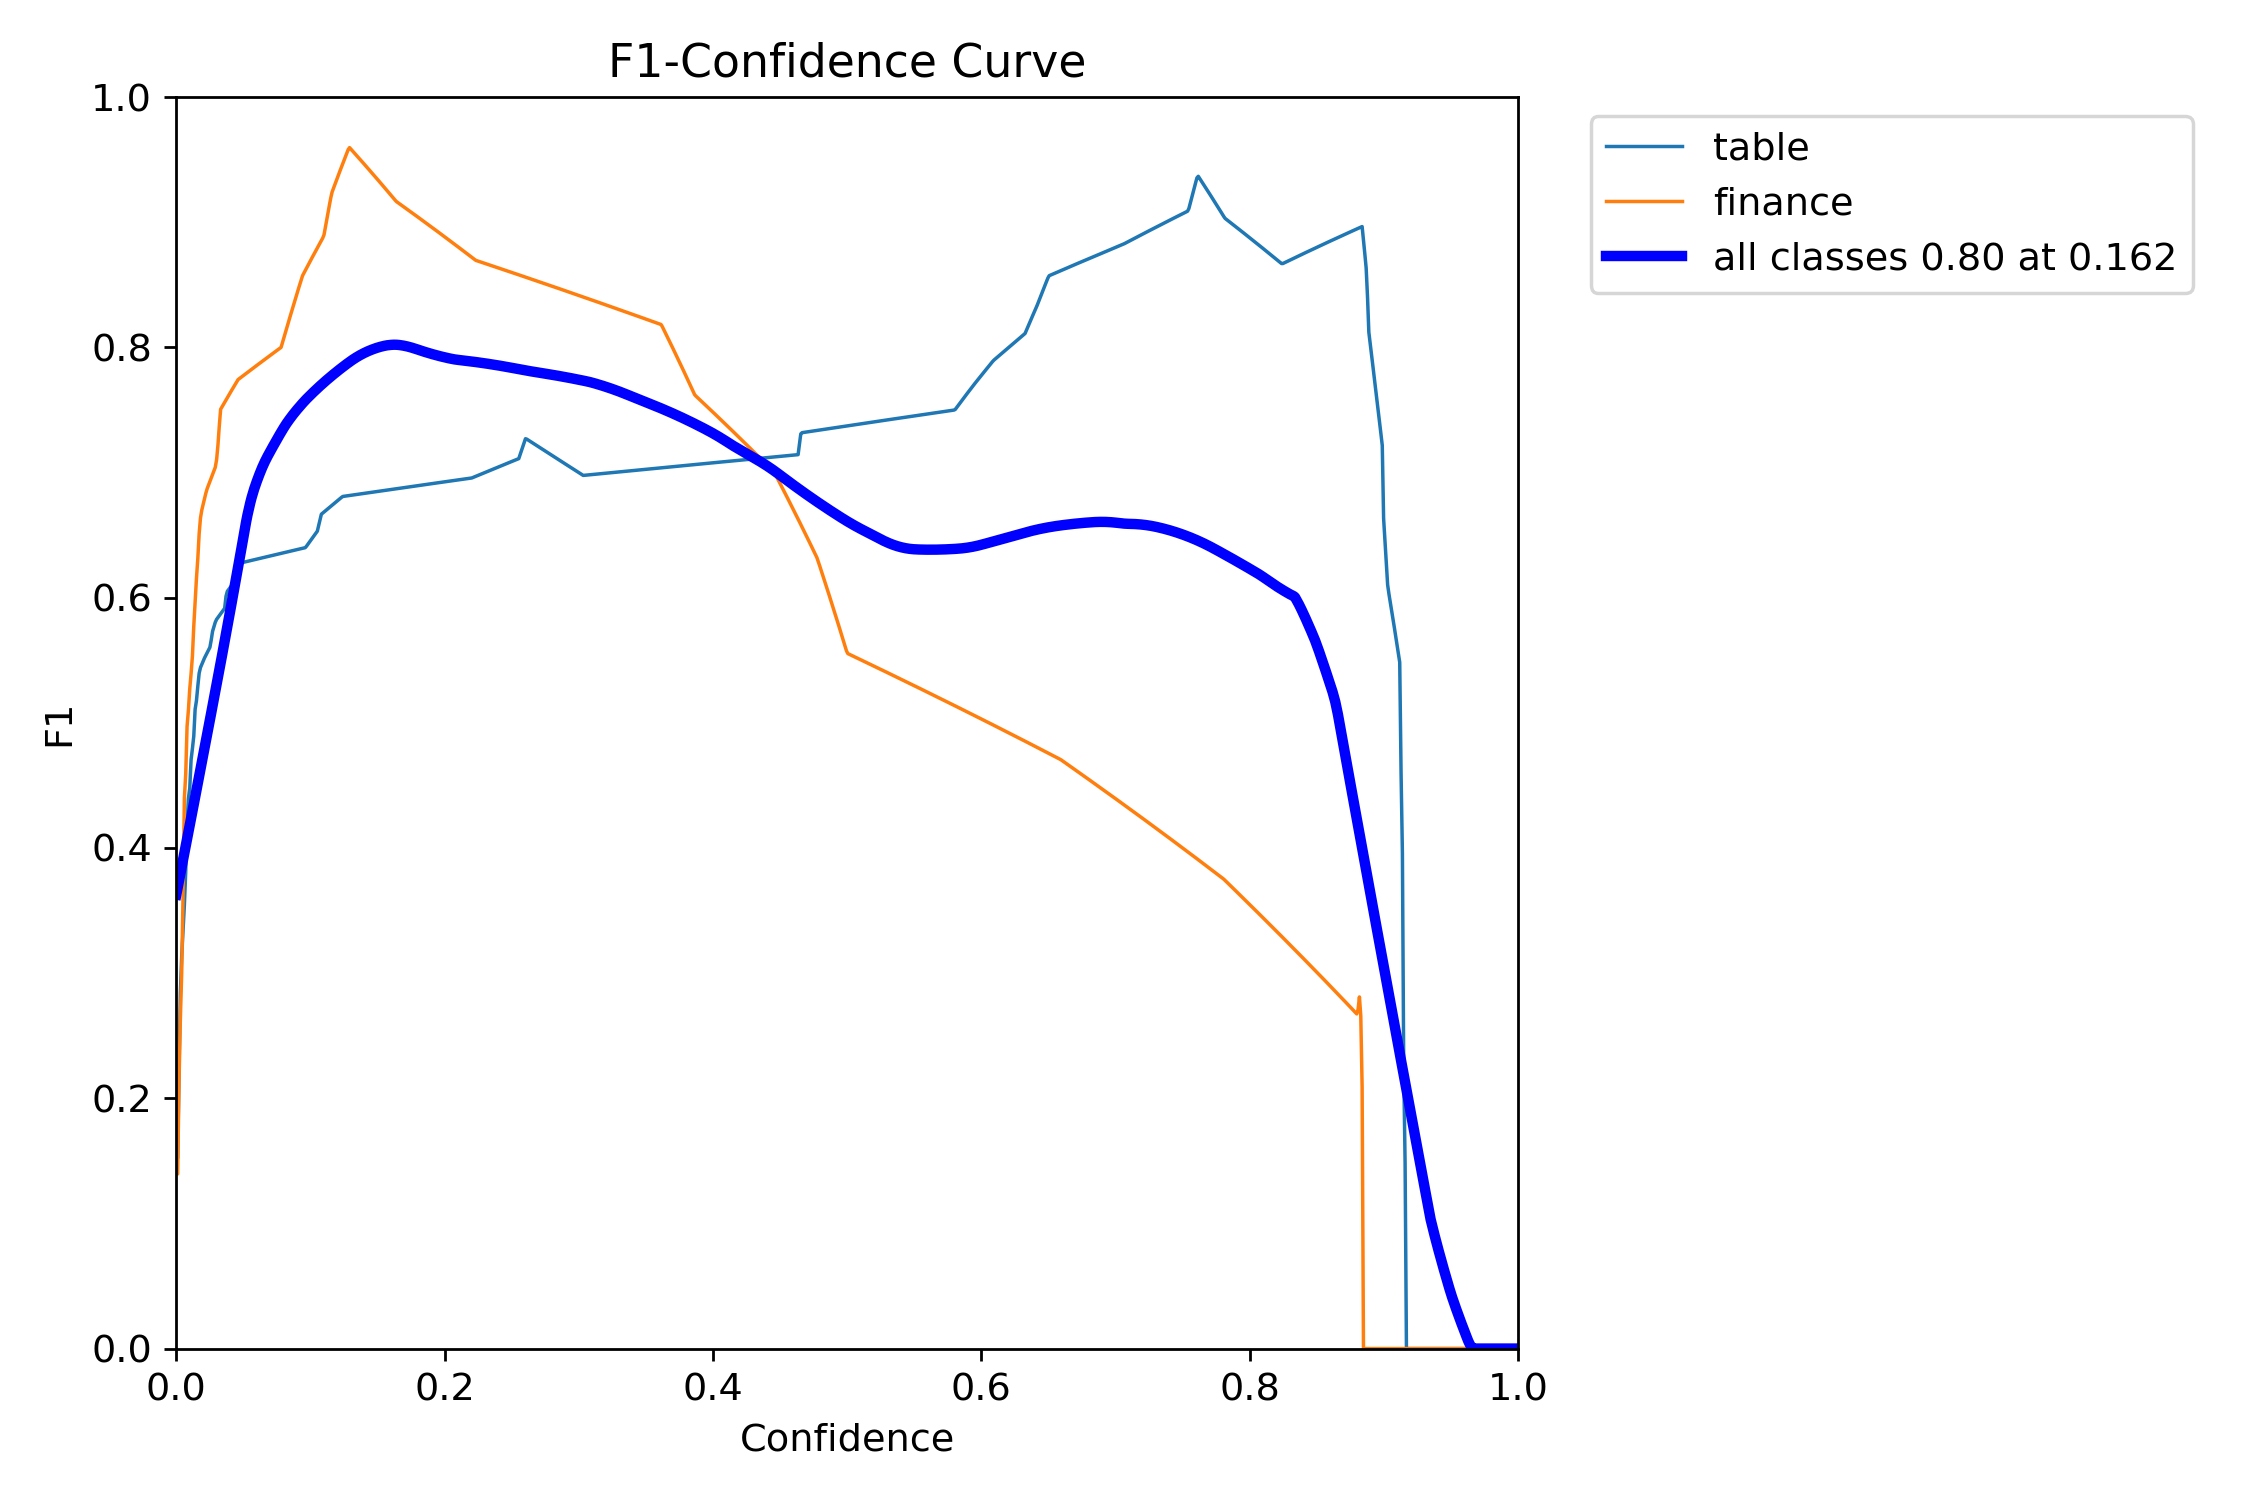 F1-Confidence Curve
1.0
0.8
0.6
0.4
0.2
0.0
F1
0.0 0.2 0.4 0.6 0.8 1.0
Confidence
table
finance
all classes 0.80 at 0.162